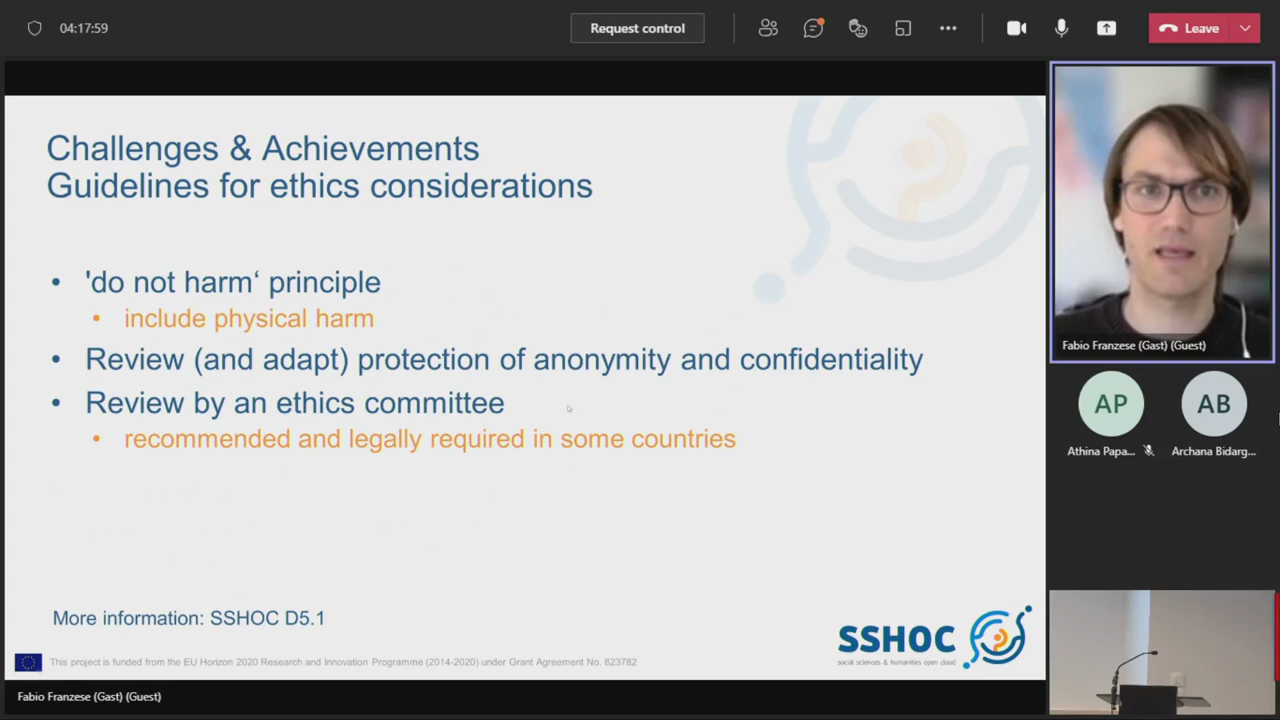 04:17:59
Request control
Leave
Challenges & Achievements
Guidelines for ethics considerations
• 'do not harm‘ principle
• include physical harm
• Review (and adapt) protection of anonymity and confidentiality
• Review by an ethics committee
• recommended and legally required in some countries
More information: SSHOC D5.1
SSHOC
social sciences & humanities open cloud
This project is funded from the EU Horizon 2020 Research and Innovation Programme (2014-2020) under Grant Agreement No. 823782
Fabio Franzese (Gast) (Guest)
Fabio Franzese (Gast) (Guest)
AP
AB
Athina Papa...
Archana Bidarg...